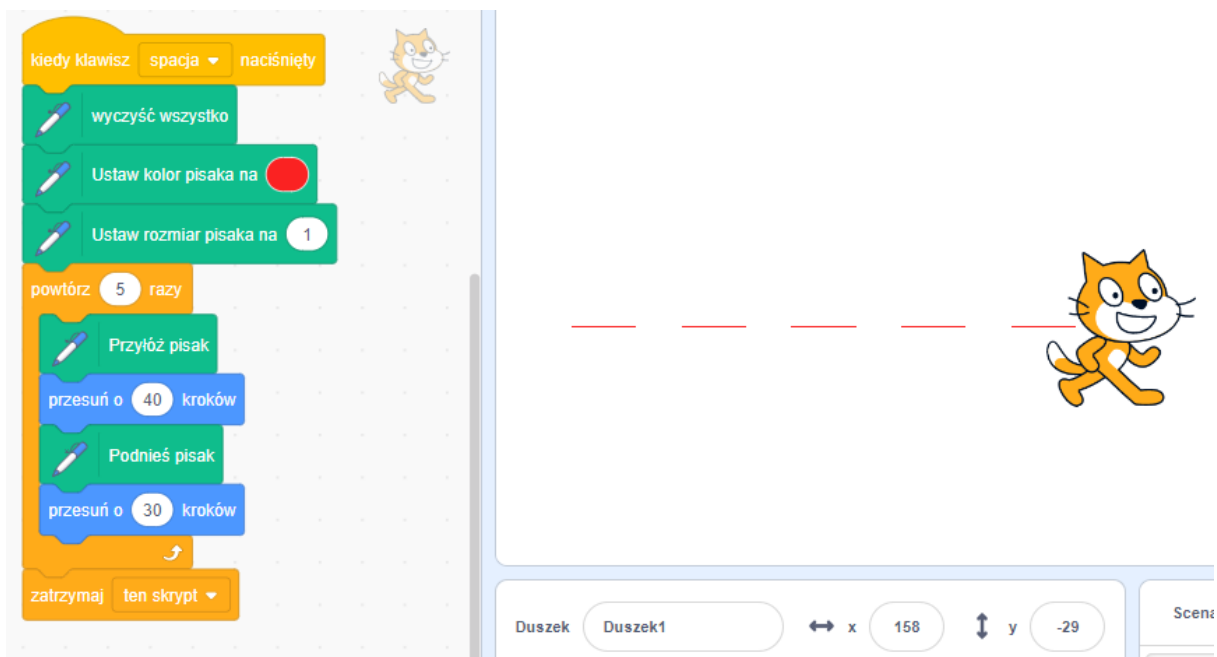 kiedy klawisz spacja naciśnięty
wyczyść wszystko
Ustaw kolor pisaka na
Ustaw rozmiar pisaka na 1
powtórz 5 razy
Przyłóż pisak
przesuń o 40 kroków
Podnieś pisak
przesuń o 30 kroków
zatrzymaj ten skrypt
Duszek Duszek1 x 158 y -29
Scena